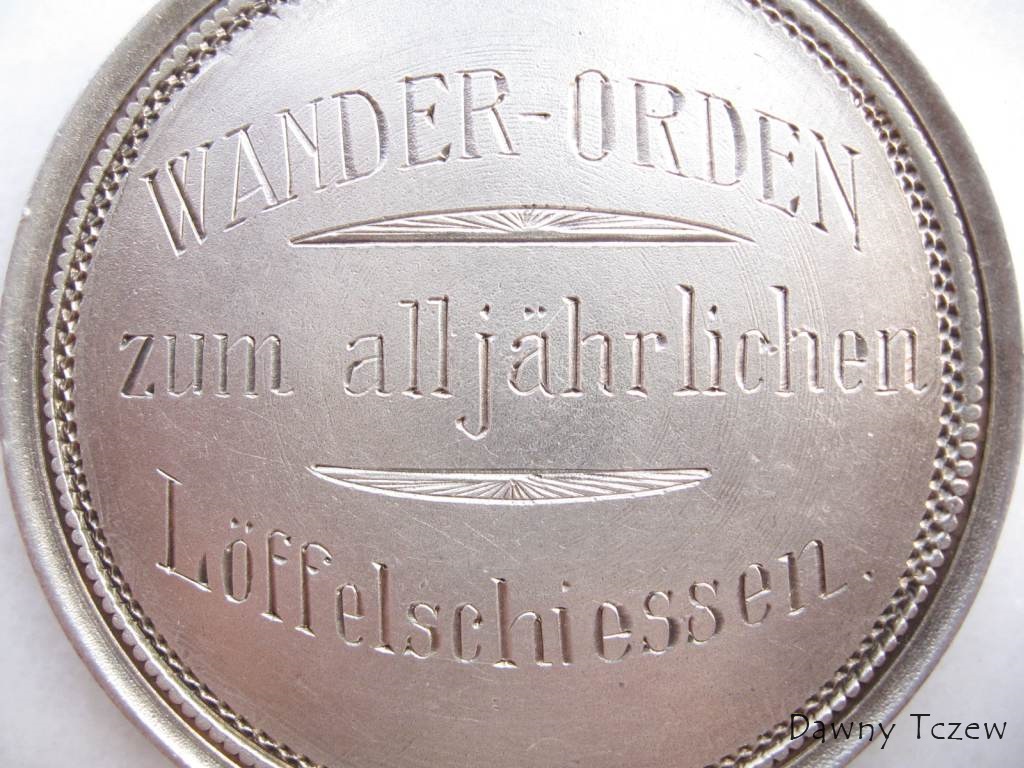 WANDER-ORDEN
zum alljährlichen
Löffelschiessen.
Dawny Tczew